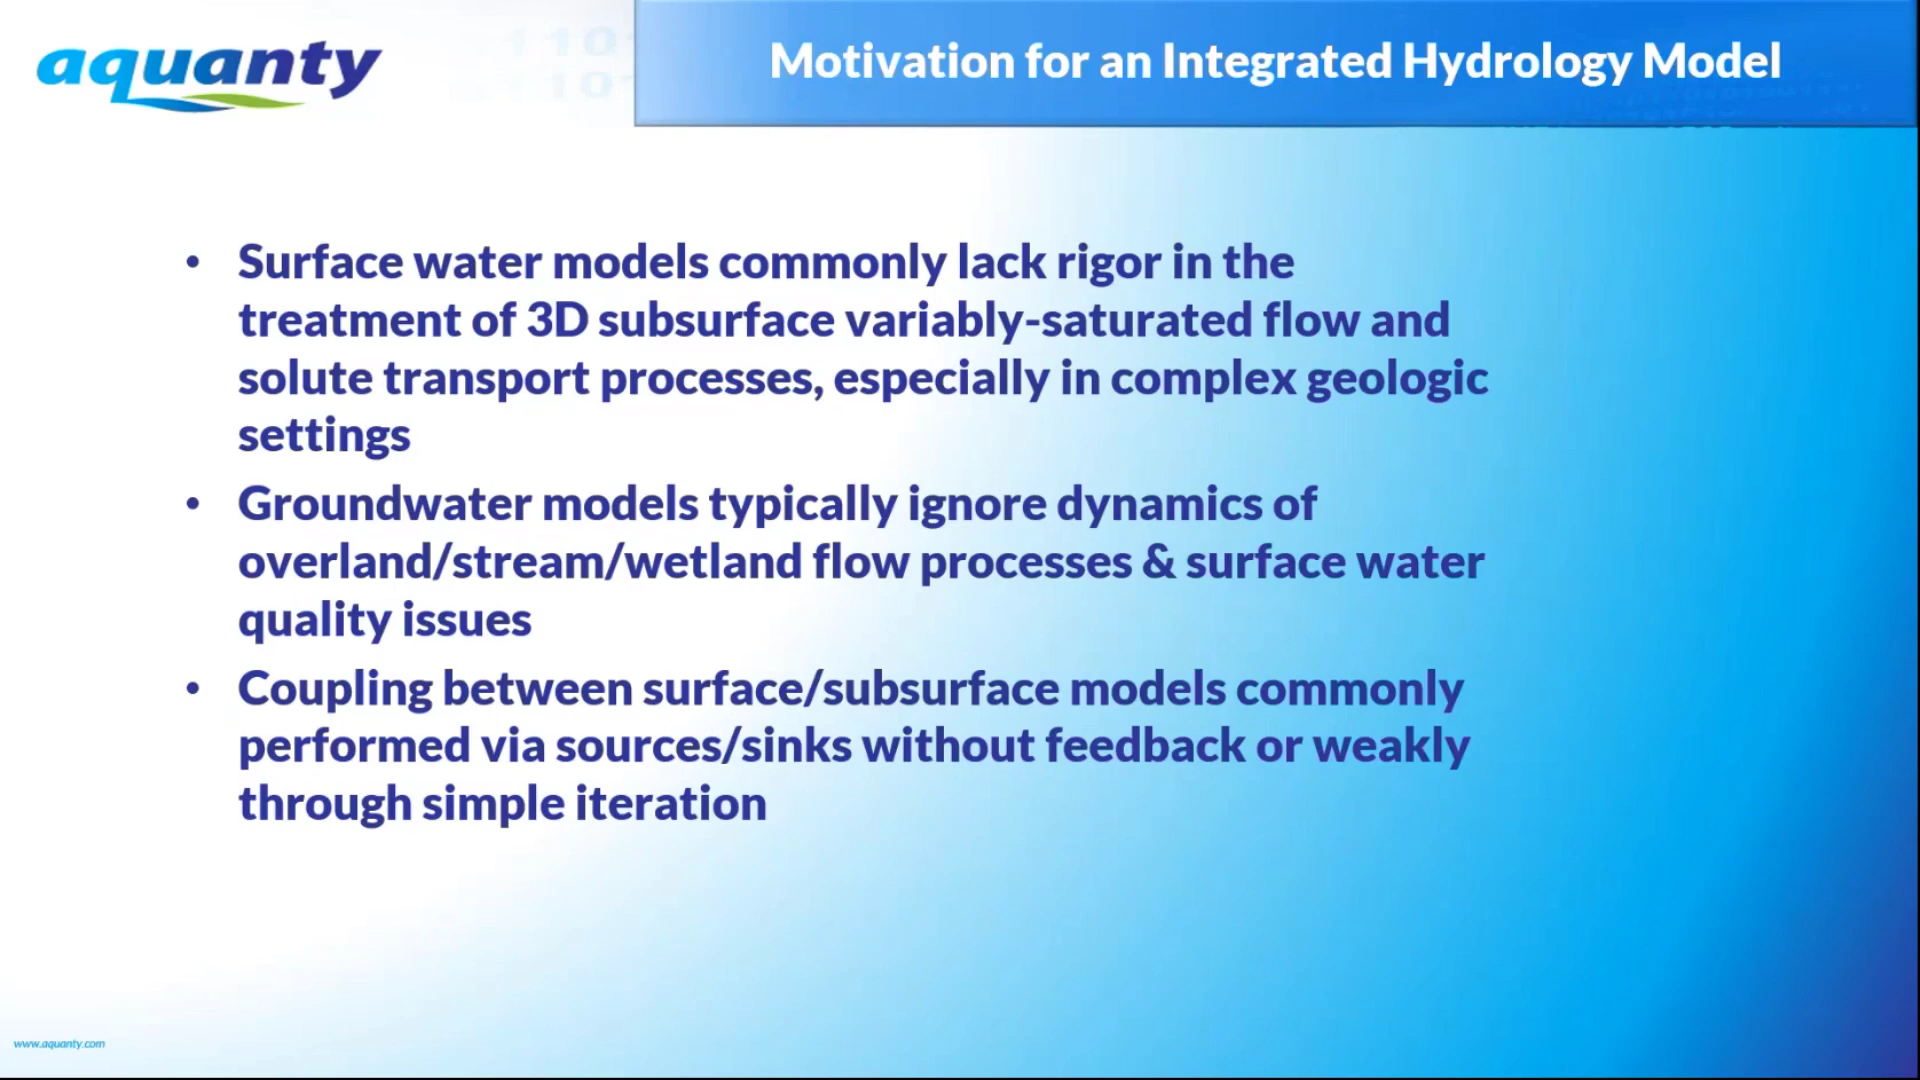 aquanty
Motivation for an Integrated Hydrology Model
• Surface water models commonly lack rigor in the
treatment of 3D subsurface variably-saturated flow and
solute transport processes, especially in complex geologic
settings
• Groundwater models typically ignore dynamics of
overland/stream/wetland flow processes & surface water
quality issues
• Coupling between surface/subsurface models commonly
performed via sources/sinks without feedback or weakly
through simple iteration
www.aquanty.com